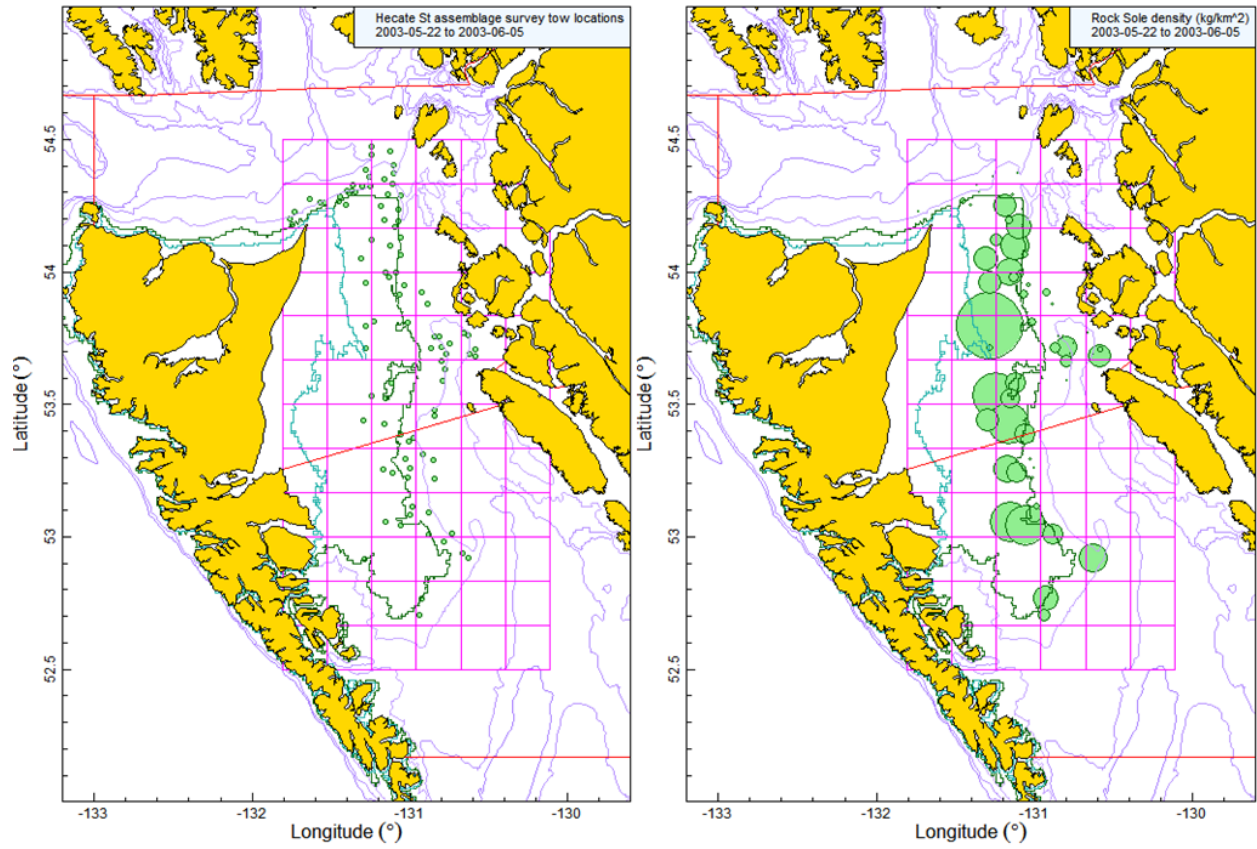 Hecate St assemblage survey tow locations
2003-05-22 to 2003-06-05
54.5
54
53.5
53
52.5
Latitude (°)
-133
-132
-131
-130
Longitude (°)
Rock Sole density (kg/km^2)
2003-05-22 to 2003-06-05
54.5
54
53.5
53
52.5
Latitude (°)
-133
-132
-131
-130
Longitude (°)